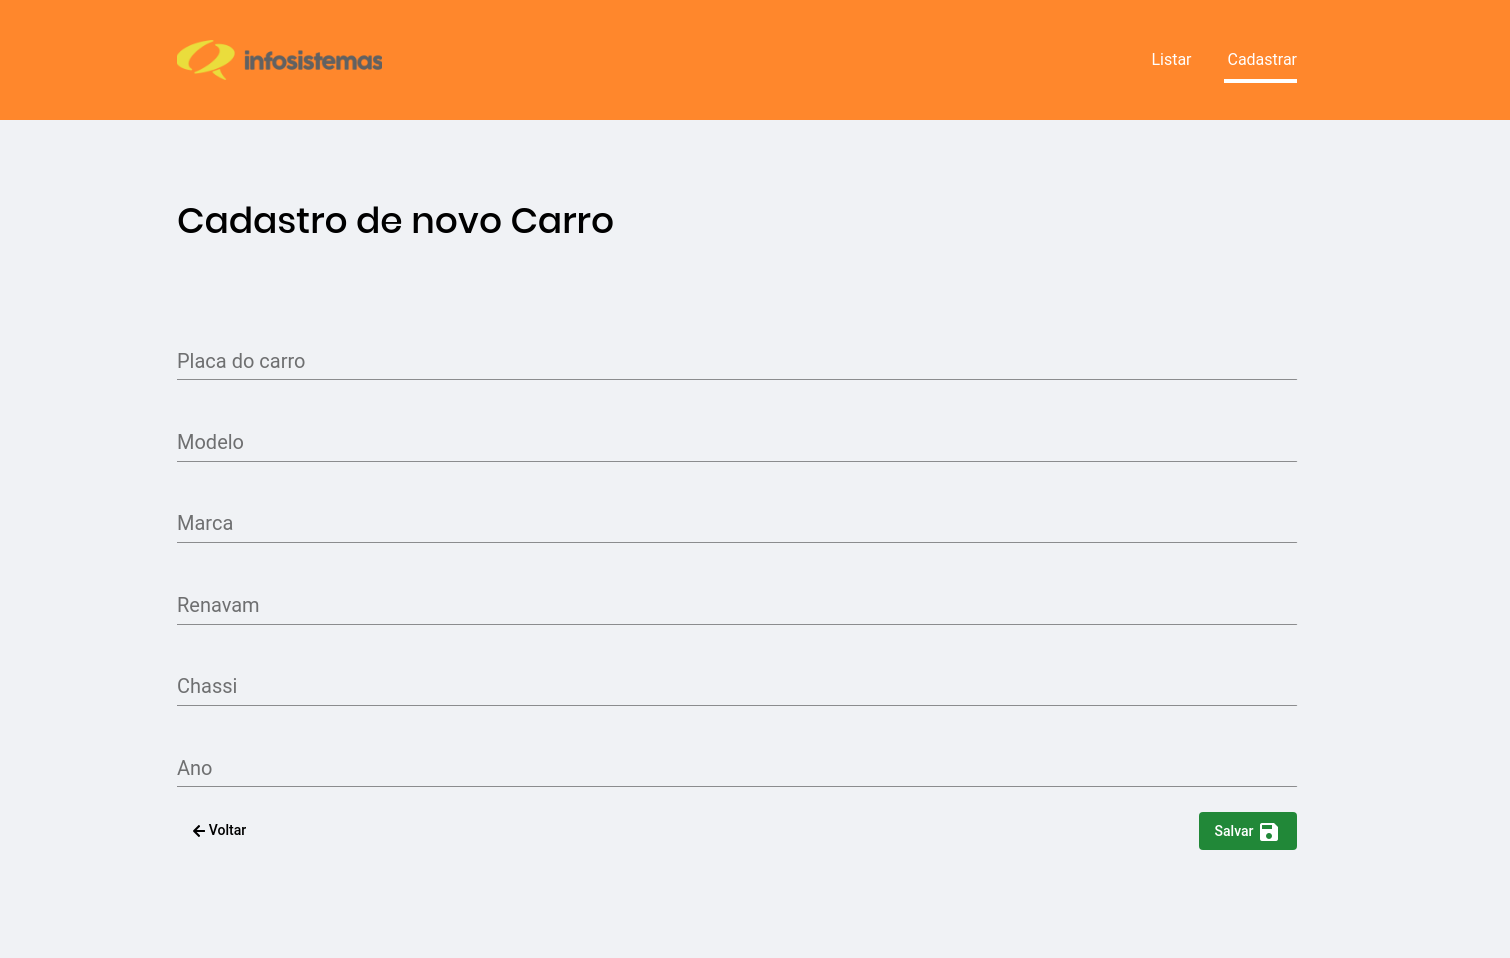 infosistemas
Listar
Cadastrar
Cadastro de novo Carro
Placa do carro
Modelo
Marca
Renavam
Chassi
Ano
Voltar
Salvar